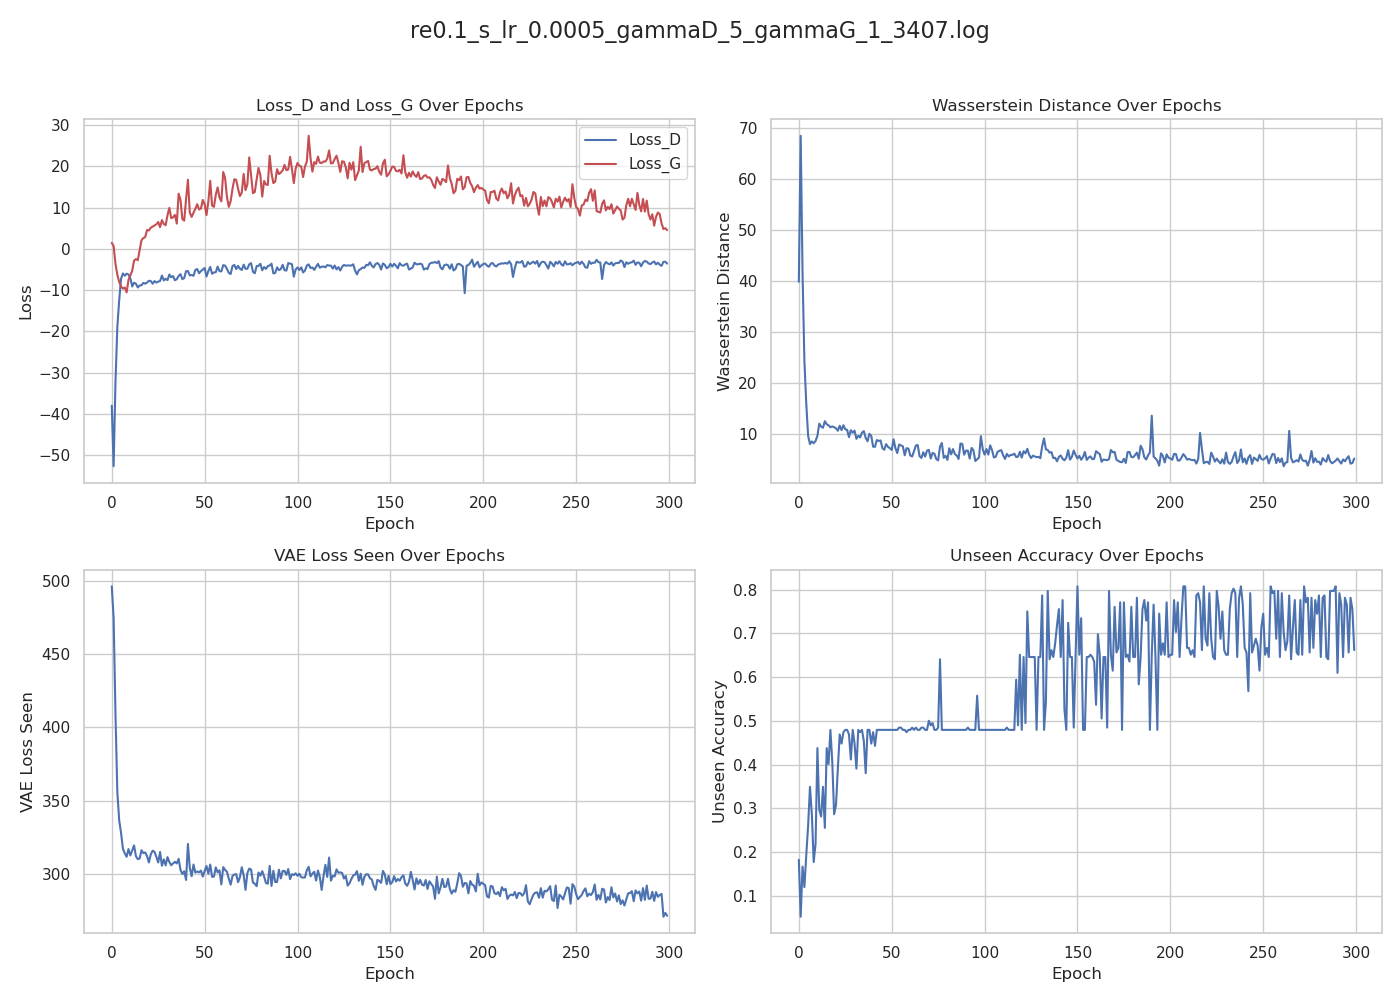 re0.1_s_lr_0.0005_gammaD_5_gammaG_1_3407.log
Loss_D and Loss_G Over Epochs
30
20
10
0
−10
−20
−30
−40
−50
Loss
Loss_D
Loss_G
0 50 100 150 200 250 300
Epoch
Wasserstein Distance Over Epochs
70
60
50
40
30
20
10
Wasserstein Distance
0 50 100 150 200 250 300
Epoch
VAE Loss Seen Over Epochs
500
450
400
350
300
VAE Loss Seen
0 50 100 150 200 250 300
Epoch
Unseen Accuracy Over Epochs
0.8
0.7
0.6
0.5
0.4
0.3
0.2
0.1
Unseen Accuracy
0 50 100 150 200 250 300
Epoch